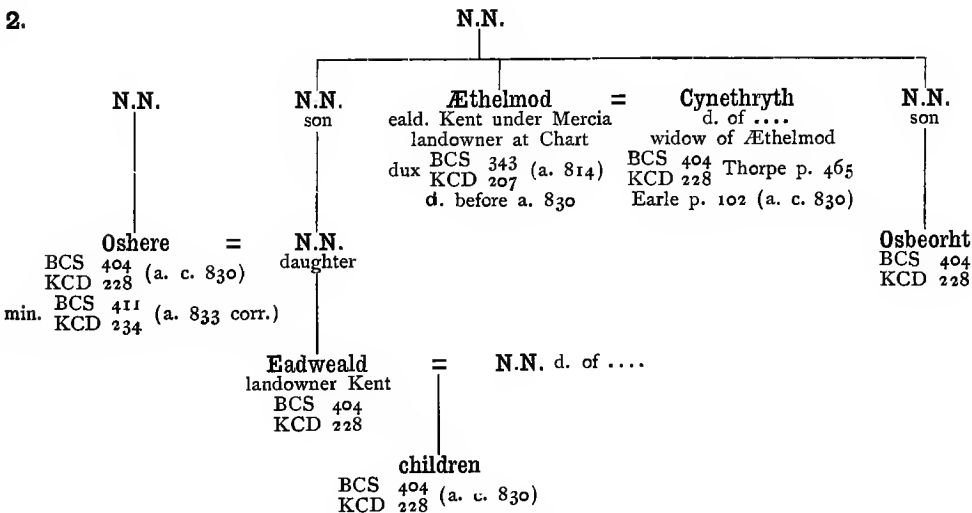 2.
N.N.
N.N.
N.N.
son
Æthelmod = Cynethryth
eald. Kent under Mercia
landowner at Chart
dux BCS 343
KCD 207 (a. 814)
d. before a. 830
d. of ....
widow of Æthelmod
BCS 404
KCD 228 Thorpe p. 465
Earle p. 102 (a. c. 830)
N.N.
son
Oshere = N.N.
daughter
BCS 404
KCD 228 (a. c. 830)
min. BCS 411
KCD 234 (a. 833 corr.)
Osbeorht
BCS 404
KCD 228
Eadweald = N.N. d. of ....
landowner Kent
BCS 404
KCD 228
children
BCS 404
KCD 228 (a. c. 830)